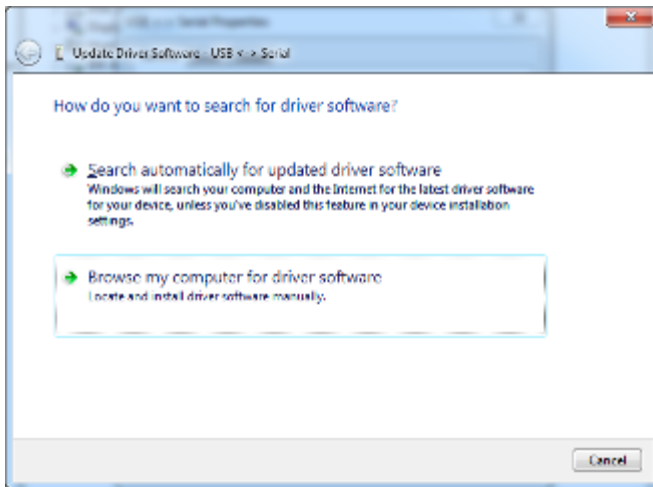 Serial Properties
Update Driver Software - USB <-> Serial
How do you want to search for driver software?
Search automatically for updated driver software
Windows will search your computer and the Internet for the latest driver software
for your device, unless you've disabled this feature in your device installation
settings.
Browse my computer for driver software
Locate and install driver software manually.
Cancel